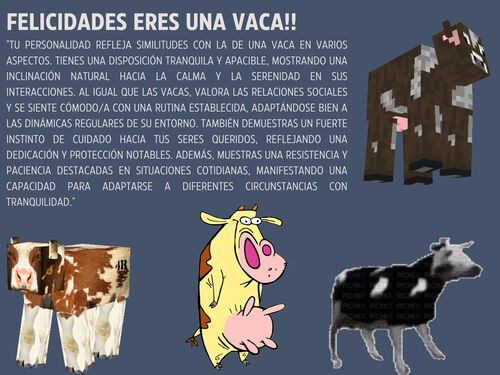 FELICIDADES ERES UNA VACA!!
"TU PERSONALIDAD REFLEJA SIMILITUDES CON LA DE UNA VACA EN VARIOS
ASPECTOS. TIENES UNA DISPOSICIÓN TRANQUILA Y APACIBLE, MOSTRANDO UNA
INCLINACIÓN NATURAL HACIA LA CALMA Y LA SERENIDAD EN SUS
INTERACCIONES. AL IGUAL QUE LAS VACAS, VALORA LAS RELACIONES SOCIALES
Y SE SIENTE CÓMODO/A CON UNA RUTINA ESTABLECIDA, ADAPTÁNDOSE BIEN A
LAS DINÁMICAS REGULARES DE SU ENTORNO. TAMBIÉN DEMUESTRAS UN FUERTE
INSTINTO DE CUIDADO HACIA TUS SERES QUERIDOS, REFLEJANDO UNA
DEDICACIÓN Y PROTECCIÓN NOTABLES. ADEMÁS, MUESTRAS UNA RESISTENCIA Y
PACIENCIA DESTACADAS EN SITUACIONES COTIDIANAS, MANIFESTANDO UNA
CAPACIDAD PARA ADAPTARSE A DIFERENTES CIRCUNSTANCIAS CON
TRANQUILIDAD."